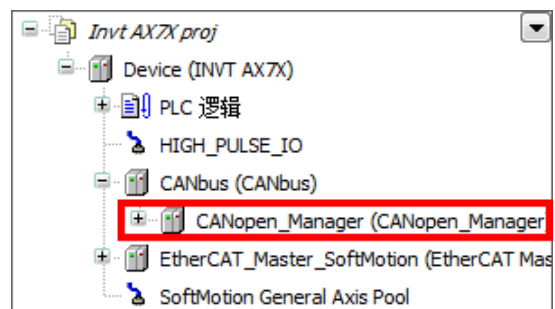 Invt AX7X proj
Device (INVT AX7X)
PLC 逻辑
HIGH_PULSE_IO
CANbus (CANbus)
CANopen_Manager (CANopen_Manager
EtherCAT_Master_SoftMotion (EtherCAT Mas
SoftMotion General Axis Pool